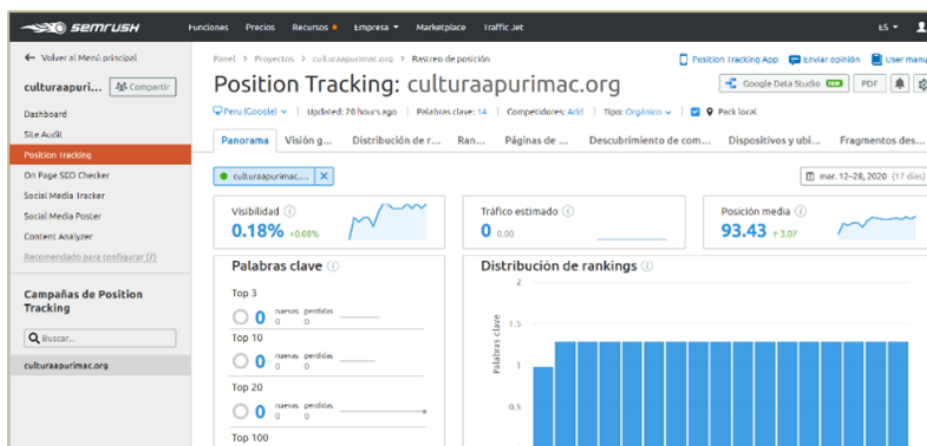 SEMRUSH
Funciones Precios Recursos Empresa Marketplace Traffic Jet ES
Volver al Menú principal
culturaapuri... Compartir
Dashboard
Site Audit
Position Tracking
On Page SEO Checker
Social Media Tracker
Social Media Poster
Content Analyzer
Recomendado para configurar (7)
Campañas de Position
Tracking
Buscar...
culturaapurimac.org
Panel > Proyectos > culturaapurimac.org > Rastreo de posición
Position Tracking App Enviar opinión User manu
Position Tracking: culturaapurimac.org
Google Data Studio NEW PDF
Peru (Google) Updated: 20 hours ago Palabras clave: 14 Competidores: Add Tipo: Orgánico Pack local
Panorama Visión g... Distribución de r... Ran... Páginas de ... Descubrimiento de com... Dispositivos y ubi... Fragmentos des...
culturaapurimac.... X
mar. 12–28, 2020 (17 días)
Visibilidad
0.18% +0.08%
Tráfico estimado
0 0.00
Posición media
93.43 ↑3.07
Palabras clave
Top 3
0 nuevas 0 perdidas 0
Top 10
0 nuevas 0 perdidas 0
Top 20
0 nuevas 0 perdidas 0
Top 100
Distribución de rankings
Palabras clave
2
1.5
1
0.5